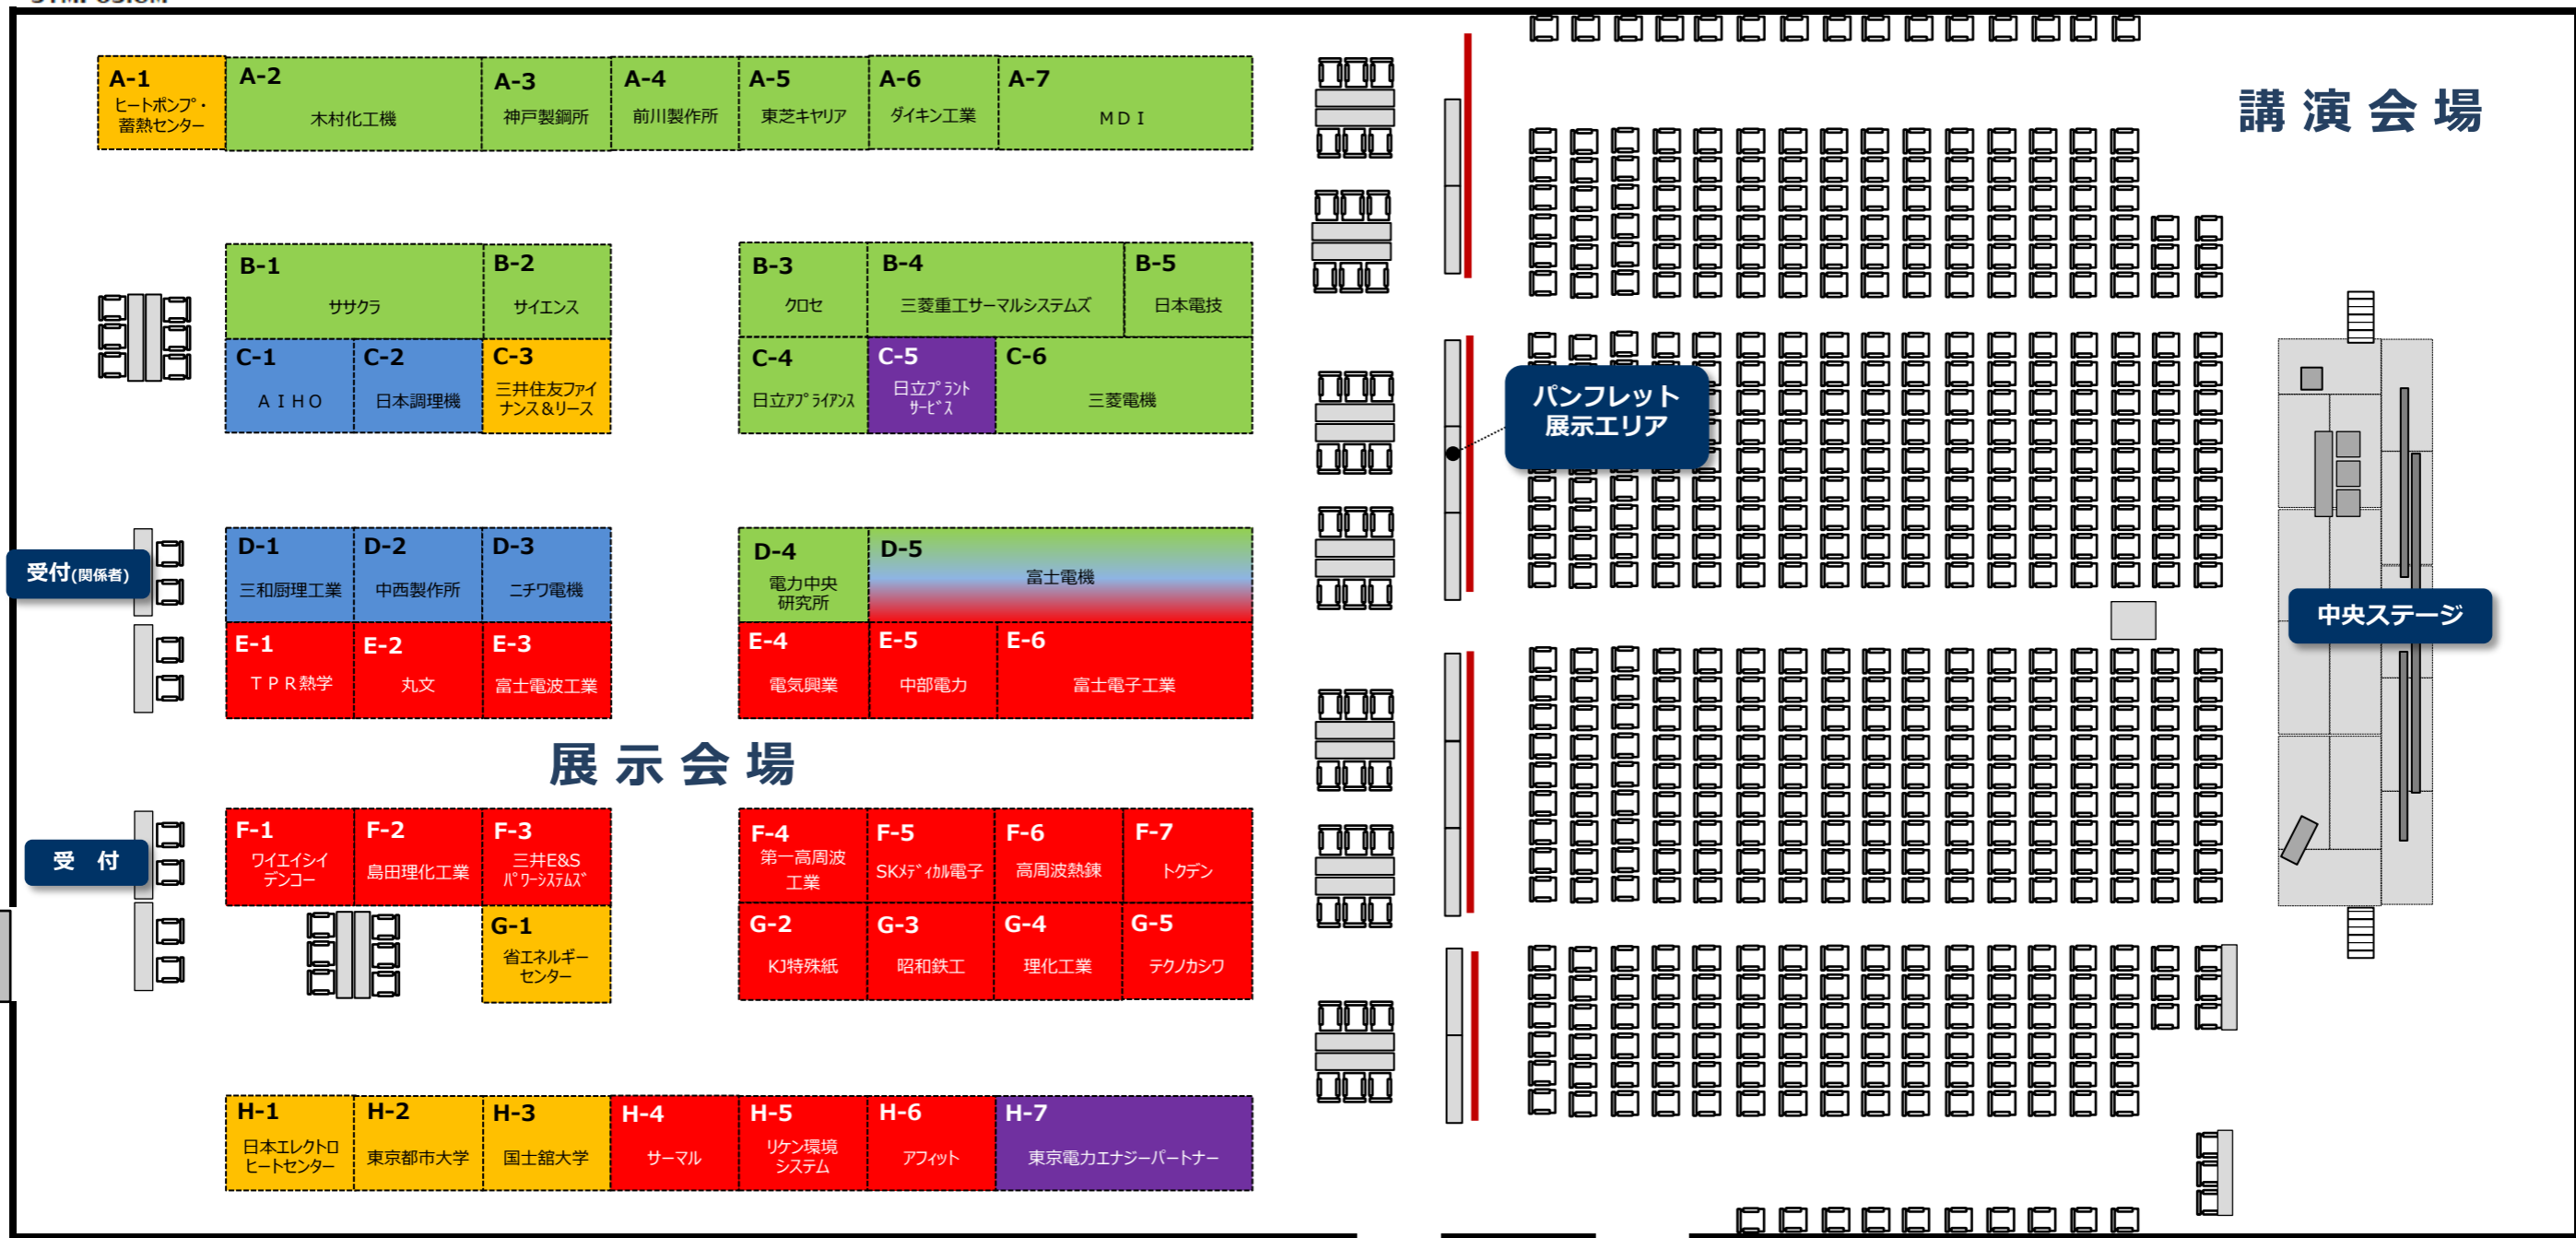 講演会場
A-1
ヒートポンプ・
蓄熱センター
A-2
木村化工機
A-3
神戸製鋼所
A-4
前川製作所
A-5
東芝キヤリア
A-6
ダイキン工業
A-7
ＭＤＩ
B-1
ササクラ
B-2
サイエンス
B-3
クロセ
B-4
三菱重工サーマルシステムズ
B-5
日本電技
C-1
ＡＩＨＯ
C-2
日本調理機
C-3
三井住友ファイ
ナンス＆リース
C-4
日立ｱﾌﾟﾗｲｱﾝｽ
C-5
日立ﾌﾟﾗﾝﾄ
ｻｰﾋﾞｽ
C-6
三菱電機
パンフレット
展示エリア
受付(関係者)
D-1
三和厨理工業
D-2
中西製作所
D-3
ニチワ電機
D-4
電力中央
研究所
D-5
富士電機
中央ステージ
E-1
ＴＰＲ熱学
E-2
丸文
E-3
富士電波工業
E-4
電気興業
E-5
中部電力
E-6
富士電子工業
展示会場
受　付
F-1
ワイエイシイ
デンコー
F-2
島田理化工業
F-3
三井E&S
ﾊﾟﾜｰｼｽﾃﾑｽﾞ
F-4
第一高周波
工業
F-5
SKﾒﾃﾞｨｶﾙ電子
F-6
高周波熱錬
F-7
トクデン
G-1
省エネルギー
センター
G-2
KJ特殊紙
G-3
昭和鉄工
G-4
理化工業
G-5
テクノカシワ
H-1
日本エレクトロ
ヒートセンター
H-2
東京都市大学
H-3
国士舘大学
H-4
サーマル
H-5
リケン環境
システム
H-6
アフィット
H-7
東京電力エナジーパートナー